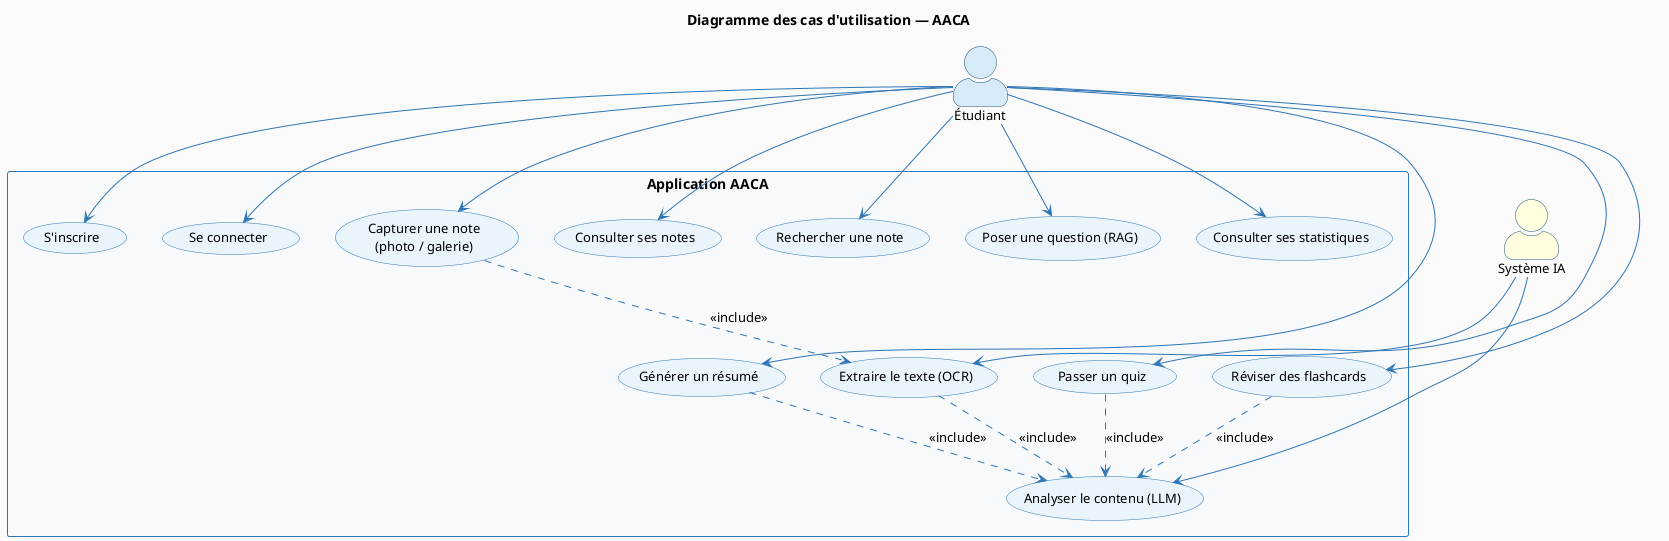 Diagramme des cas d'utilisation — AACA
Étudiant
Application AACA
S'inscrire
Se connecter
Capturer une note
(photo / galerie)
Consulter ses notes
Rechercher une note
Poser une question (RAG)
Consulter ses statistiques
Système IA
«include»
Générer un résumé
Extraire le texte (OCR)
Passer un quiz
Réviser des flashcards
«include»
«include»
«include»
«include»
Analyser le contenu (LLM)